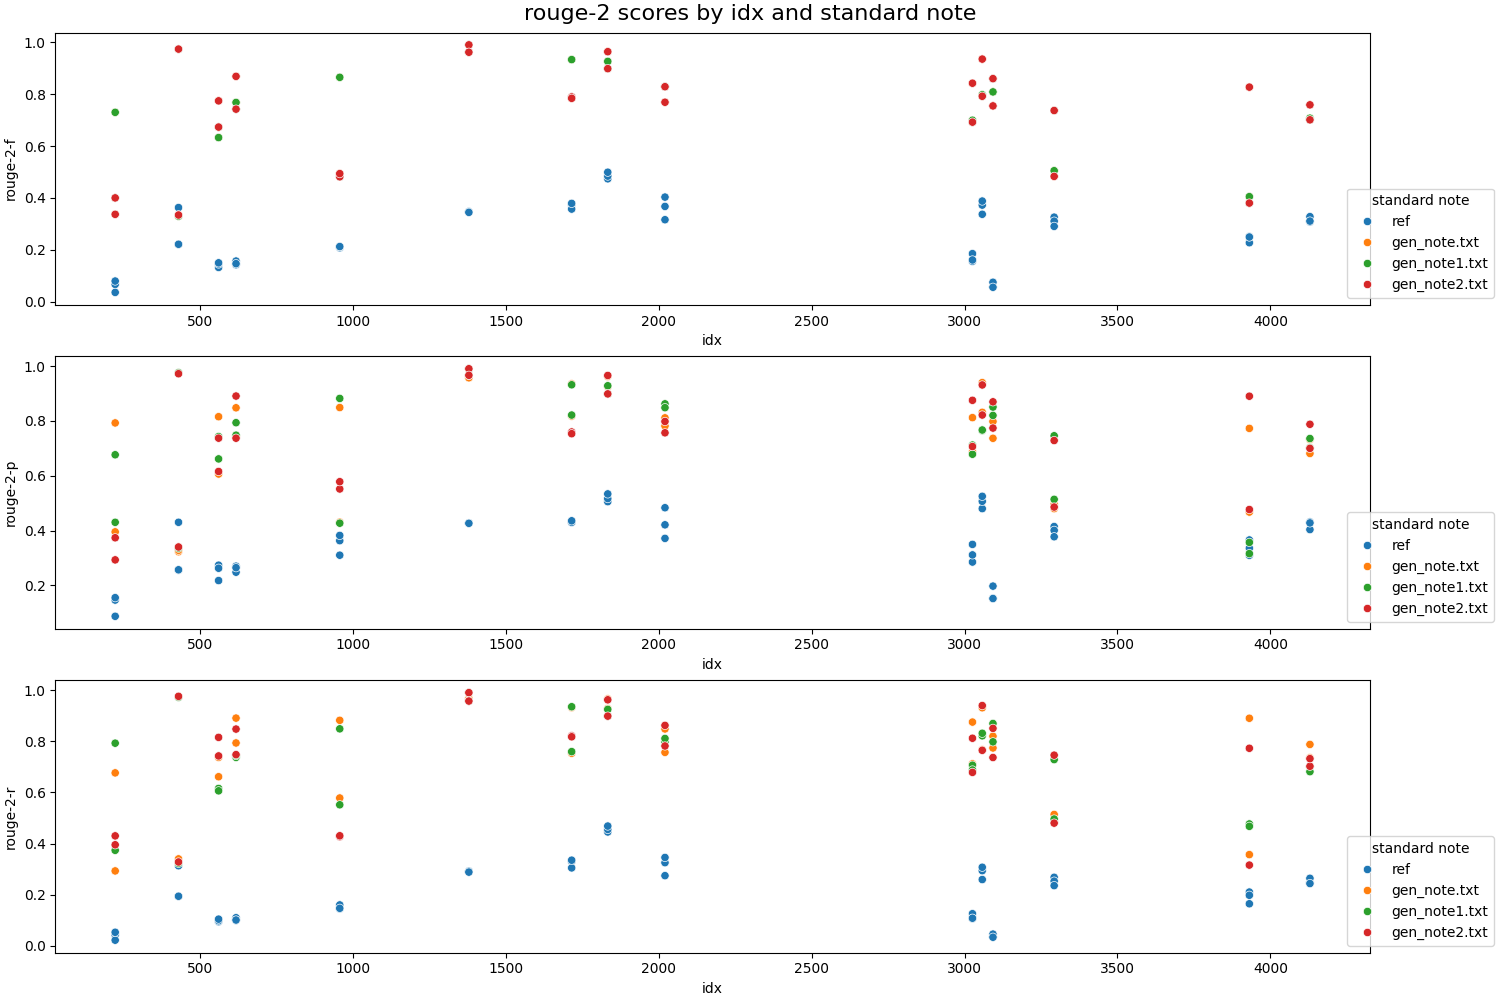 rouge-2 scores by idx and standard note
1.0
0.8
0.6
0.4
0.2
0.0
rouge-2-f
500 1000 1500 2000 2500 3000 3500 4000
idx
standard note
ref
gen_note.txt
gen_note1.txt
gen_note2.txt
1.0
0.8
0.6
0.4
0.2
rouge-2-p
500 1000 1500 2000 2500 3000 3500 4000
idx
standard note
ref
gen_note.txt
gen_note1.txt
gen_note2.txt
1.0
0.8
0.6
0.4
0.2
0.0
rouge-2-r
500 1000 1500 2000 2500 3000 3500 4000
idx
standard note
ref
gen_note.txt
gen_note1.txt
gen_note2.txt